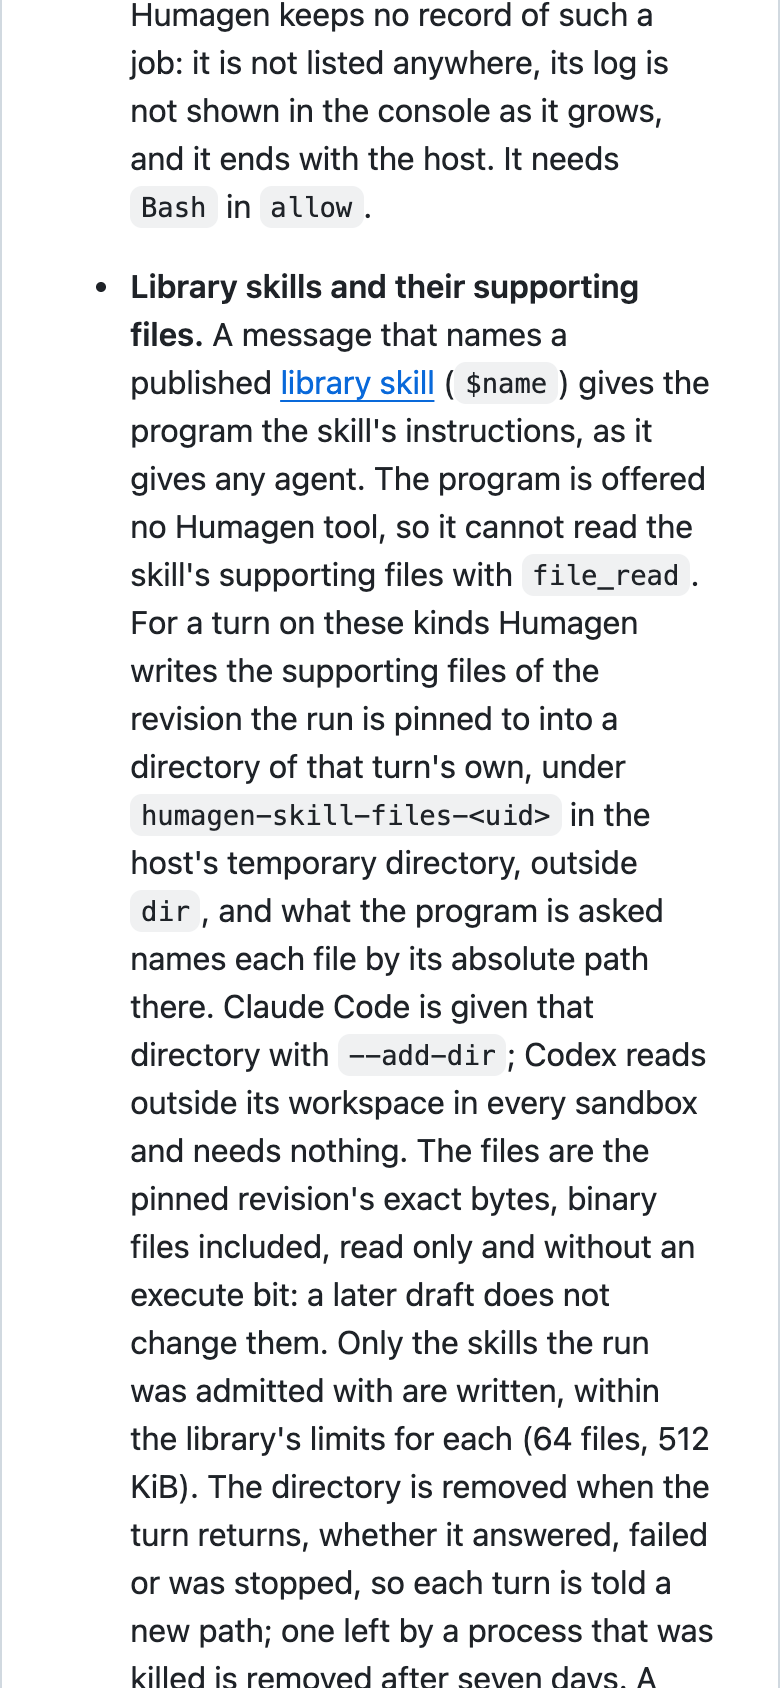 Humagen keeps no record of such a
job: it is not listed anywhere, its log is
not shown in the console as it grows,
and it ends with the host. It needs
Bash in allow.
• Library skills and their supporting
files. A message that names a
published library skill ($name) gives the
program the skill's instructions, as it
gives any agent. The program is offered
no Humagen tool, so it cannot read the
skill's supporting files with file_read.
For a turn on these kinds Humagen
writes the supporting files of the
revision the run is pinned to into a
directory of that turn's own, under
humagen-skill-files-<uid> in the
host's temporary directory, outside
dir, and what the program is asked
names each file by its absolute path
there. Claude Code is given that
directory with --add-dir; Codex reads
outside its workspace in every sandbox
and needs nothing. The files are the
pinned revision's exact bytes, binary
files included, read only and without an
execute bit: a later draft does not
change them. Only the skills the run
was admitted with are written, within
the library's limits for each (64 files, 512
KiB). The directory is removed when the
turn returns, whether it answered, failed
or was stopped, so each turn is told a
new path; one left by a process that was
killed is removed after seven days. A